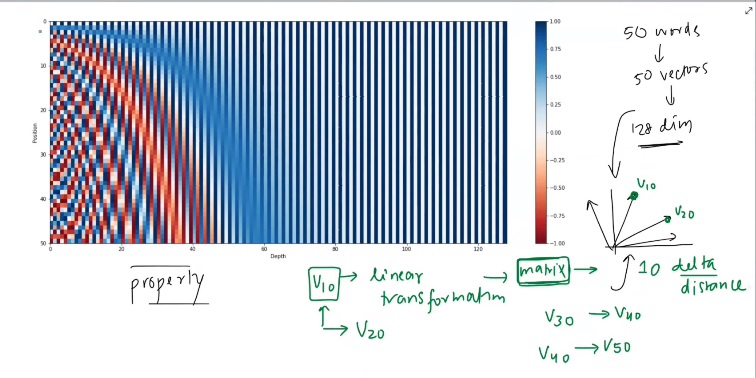 0
10
20
30
40
50
Position
0
20
40
60
80
100
120
Depth
1.00
0.75
0.50
0.25
0.00
-0.25
-0.50
-0.75
-1.00
50 words
50 vectors
128 dim
V10
V20
property
V10 → linear transformation → matrix → 10 delta distance
→ V20
V30 → V40
V40 → V50